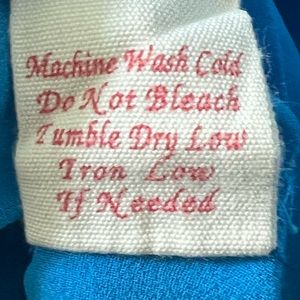 Machine Wash Cold
Do Not Bleach
Tumble Dry Low
Iron Low
If Needed